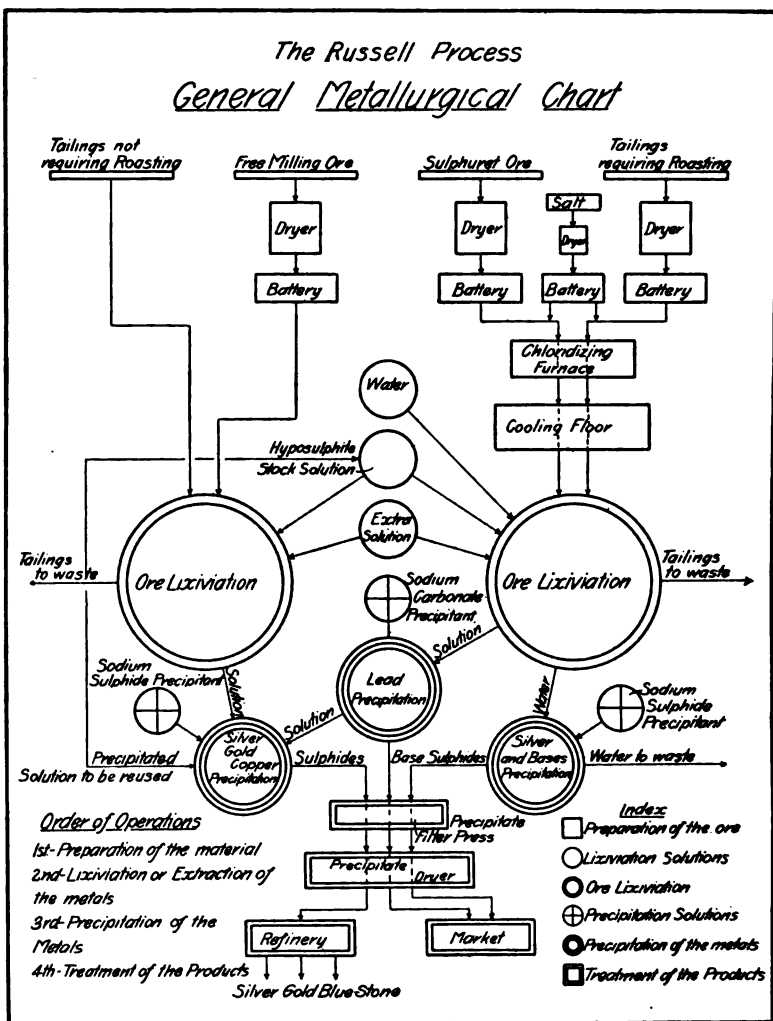 The Russell Process
General Metallurgical Chart
Tailings not
requiring Roasting
Free Milling Ore
Sulphuret Ore
Tailings
requiring Roasting
Salt
Dryer
Dryer
Dryer
Dryer
Battery
Battery
Battery
Battery
Chloridizing
Furnace
Water
Cooling Floor
Hyposulphite
Stock Solution
Extra
Solution
Tailings
to waste
Ore Lixiviation
Ore Lixiviation
Tailings
to waste
Sodium
Carbonate
Precipitant
Solution
Lead
Precipitation
Sodium
Sulphide Precipitant
Solution
Solution
Water
Sodium
Sulphide
Precipitant
Precipitated
Solution to be reused
Silver
Gold
Copper
Precipitation
Sulphides
Base Sulphides
Silver
and Bases
Precipitation
Water to waste
Precipitate
Filter Press
Precipitate
Dryer
Refinery
Market
Silver Gold Blue-Stone
Order of Operations
1st-Preparation of the material
2nd-Lixiviation or Extraction of
the metals
3rd-Precipitation of the
Metals
4th-Treatment of the Products
Index:
Preparation of the ore
Lixiviation Solutions
Ore Lixiviation
Precipitation Solutions
Precipitation of the metals
Treatment of the Products